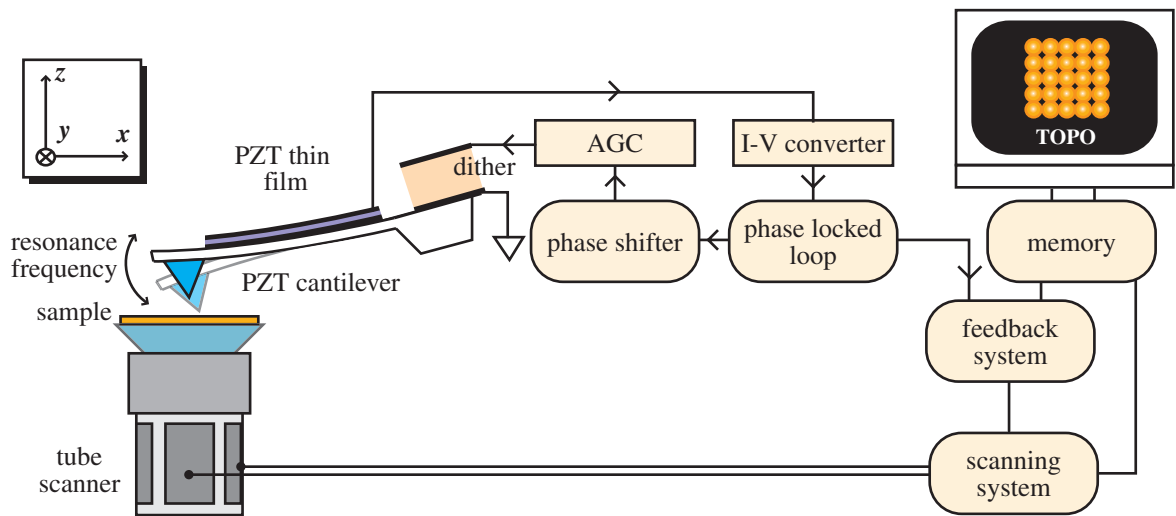 z
y
x
PZT thin
film
dither
AGC
I-V converter
TOPO
resonance
frequency
PZT cantilever
phase shifter
phase locked
loop
memory
sample
feedback
system
tube
scanner
scanning
system